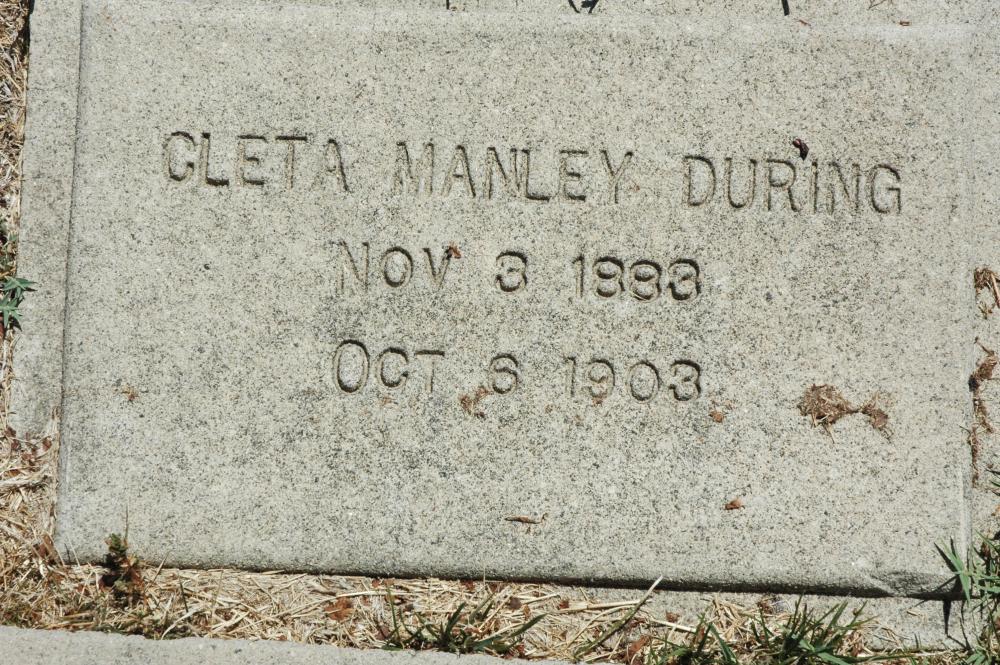 CLETA MANLEY DURING
NOV 3 1883
OCT 6 1903